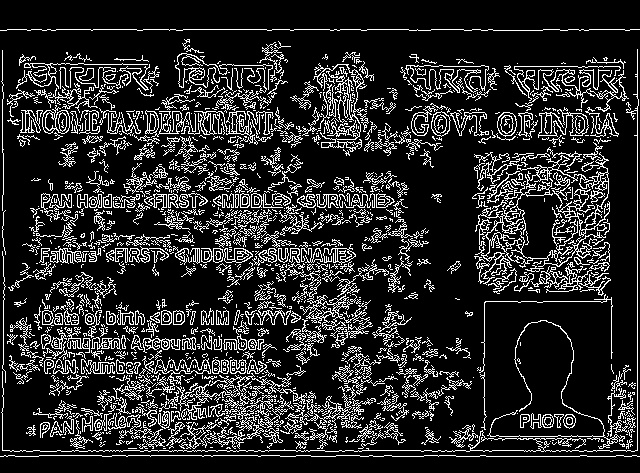 आयकर विभाग भारत सरकार
INCOME TAX DEPARTMENT GOVT. OF INDIA
PAN Holders' <FIRST> <MIDDLE> <SURNAME>
Fathers' <FIRST> <MIDDLE> <SURNAME>
Date of birth <DD / MM / YYYY>
Permanant Account Number
PAN Number <AAAAA8888A>
PAN Holders Signature
PHOTO